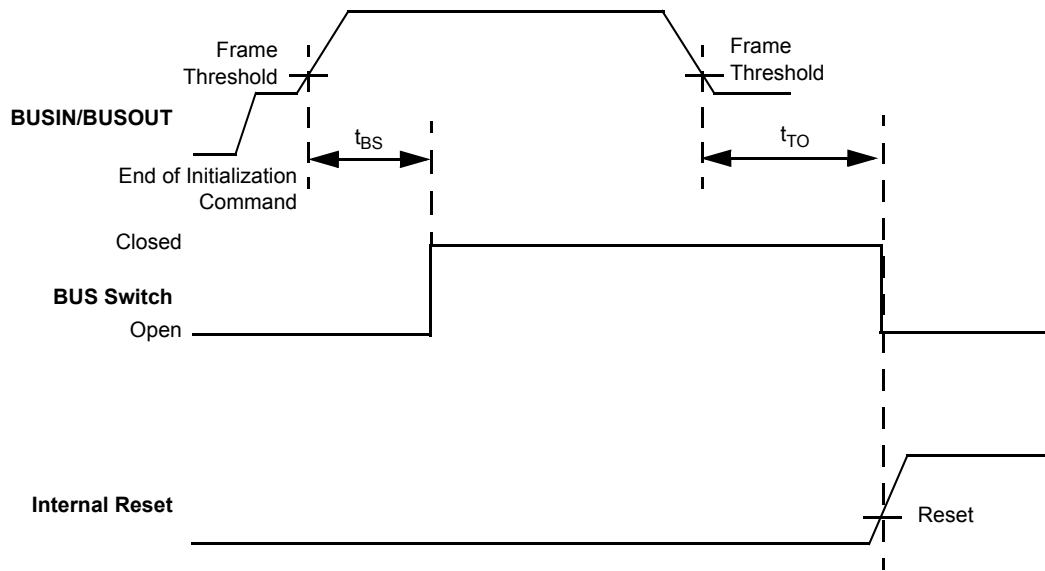 Frame
Threshold
Frame
Threshold
BUSIN/BUSOUT
tBS
tTO
End of Initialization
Command
Closed
BUS Switch
Open
Internal Reset
Reset